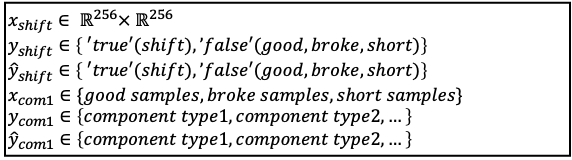 x_shift ∈ ℝ^256 × ℝ^256
y_shift ∈ { 'true'(shift), 'false'(good, broke, short)}
ŷ_shift ∈ { 'true'(shift), 'false'(good, broke, short)}
x_com1 ∈ {good samples, broke samples, short samples}
y_com1 ∈ {component type1, component type2, … }
ŷ_com1 ∈ {component type1, component type2, … }